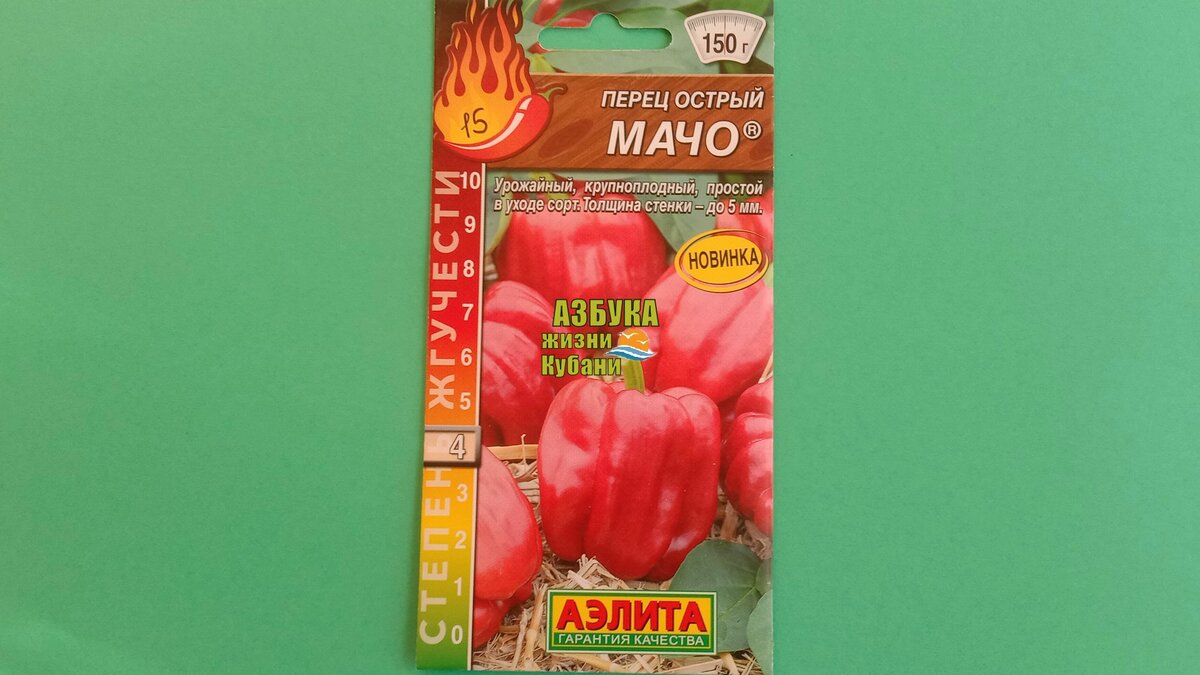 150 г
ПЕРЕЦ ОСТРЫЙ
МАЧО®
15
Урожайный, крупноплодный, простой
в уходе сорт. Толщина стенки – до 5 мм.
НОВИНКА
СТЕПЕНЬ ЖГУЧЕСТИ
10
9
8
7
6
5
4
3
2
1
0
АЗБУКА
жизни
Кубани
АЭЛИТА
ГАРАНТИЯ КАЧЕСТВА